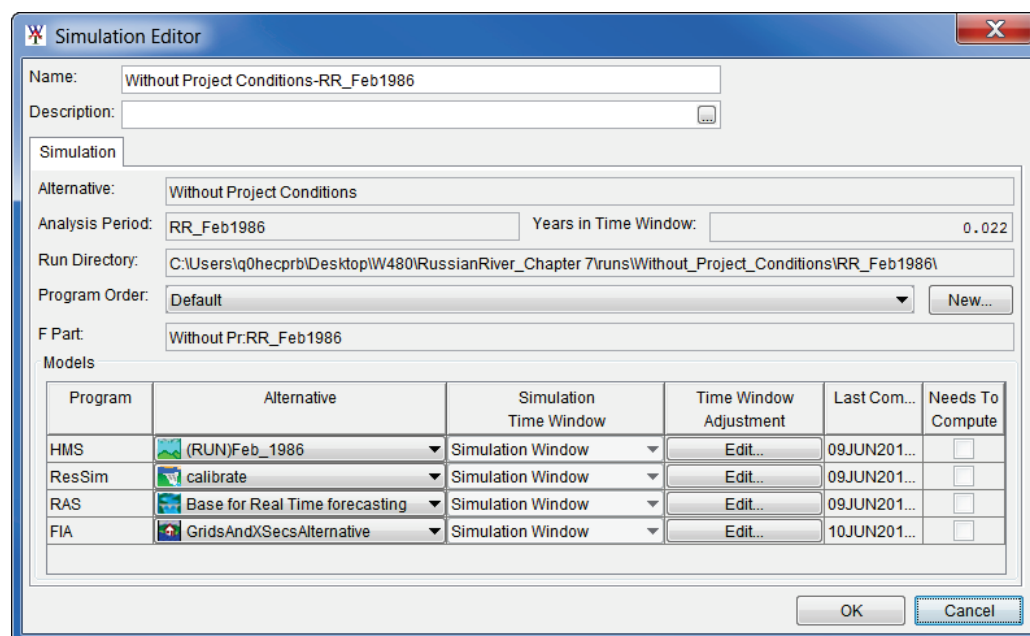 Simulation Editor
Name: Without Project Conditions-RR_Feb1986
Description: ...
Simulation
Alternative: Without Project Conditions
Analysis Period: RR_Feb1986 Years in Time Window: 0.022
Run Directory: C:\Users\q0hecprb\Desktop\W480\RussianRiver_Chapter 7\runs\Without_Project_Conditions\RR_Feb1986\
Program Order: Default New...
F Part: Without Pr:RR_Feb1986
Models
Program Alternative Simulation Time Window Time Window Adjustment Last Com... Needs To Compute
HMS (RUN)Feb_1986 Simulation Window Edit... 09JUN201...
ResSim calibrate Simulation Window Edit... 09JUN201...
RAS Base for Real Time forecasting Simulation Window Edit... 09JUN201...
FIA GridsAndXSecsAlternative Simulation Window Edit... 10JUN201...
OK Cancel